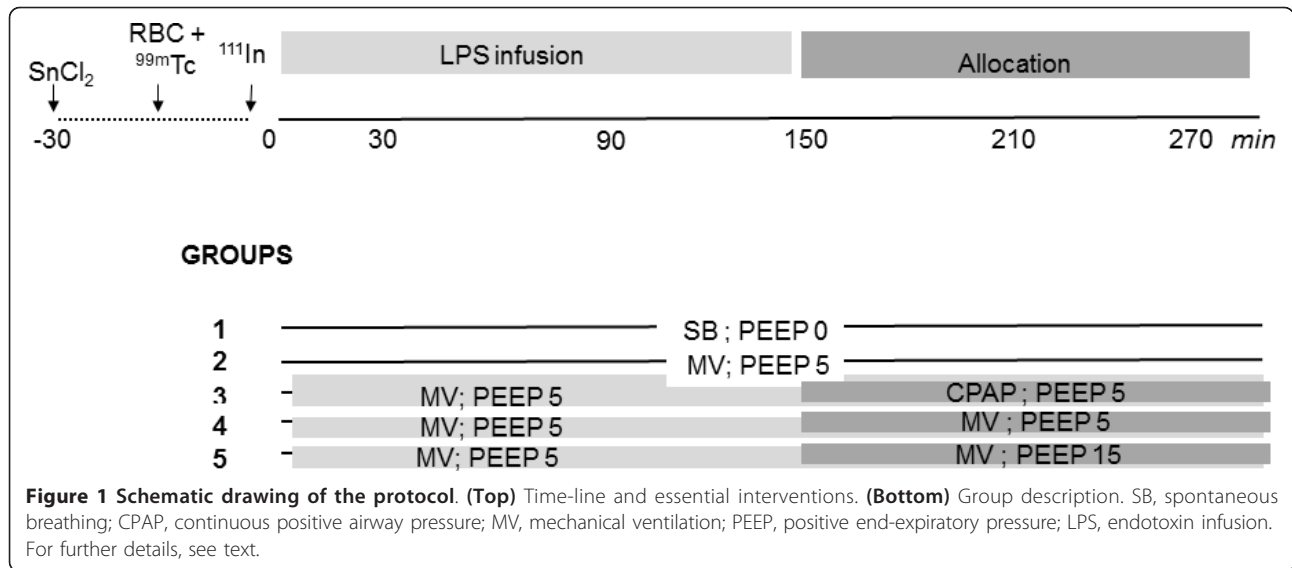 RBC +
SnCl₂ ⁹⁹ᵐTc ¹¹¹In LPS infusion Allocation
-30 0 30 90 150 210 270 min
GROUPS
1 SB ; PEEP 0
2 MV; PEEP 5
3 MV; PEEP 5 CPAP ; PEEP 5
4 MV; PEEP 5 MV ; PEEP 5
5 MV; PEEP 5 MV ; PEEP 15
Figure 1 Schematic drawing of the protocol. (Top) Time-line and essential interventions. (Bottom) Group description. SB, spontaneous
breathing; CPAP, continuous positive airway pressure; MV, mechanical ventilation; PEEP, positive end-expiratory pressure; LPS, endotoxin infusion.
For further details, see text.